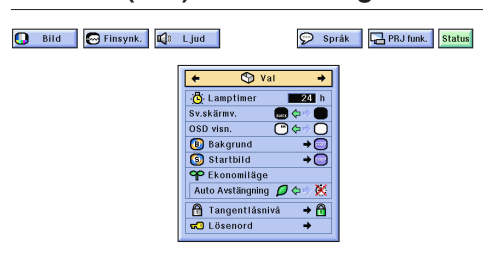 Bild Finsynk. Ljud Språk PRJ funk. Status
Val
Lamptimer 24 h
Sv.skärmv.
OSD visn.
B Bakgrund
S Startbild
Ekonomiläge
Auto Avstängning
Tangentlåsnivå
Lösenord